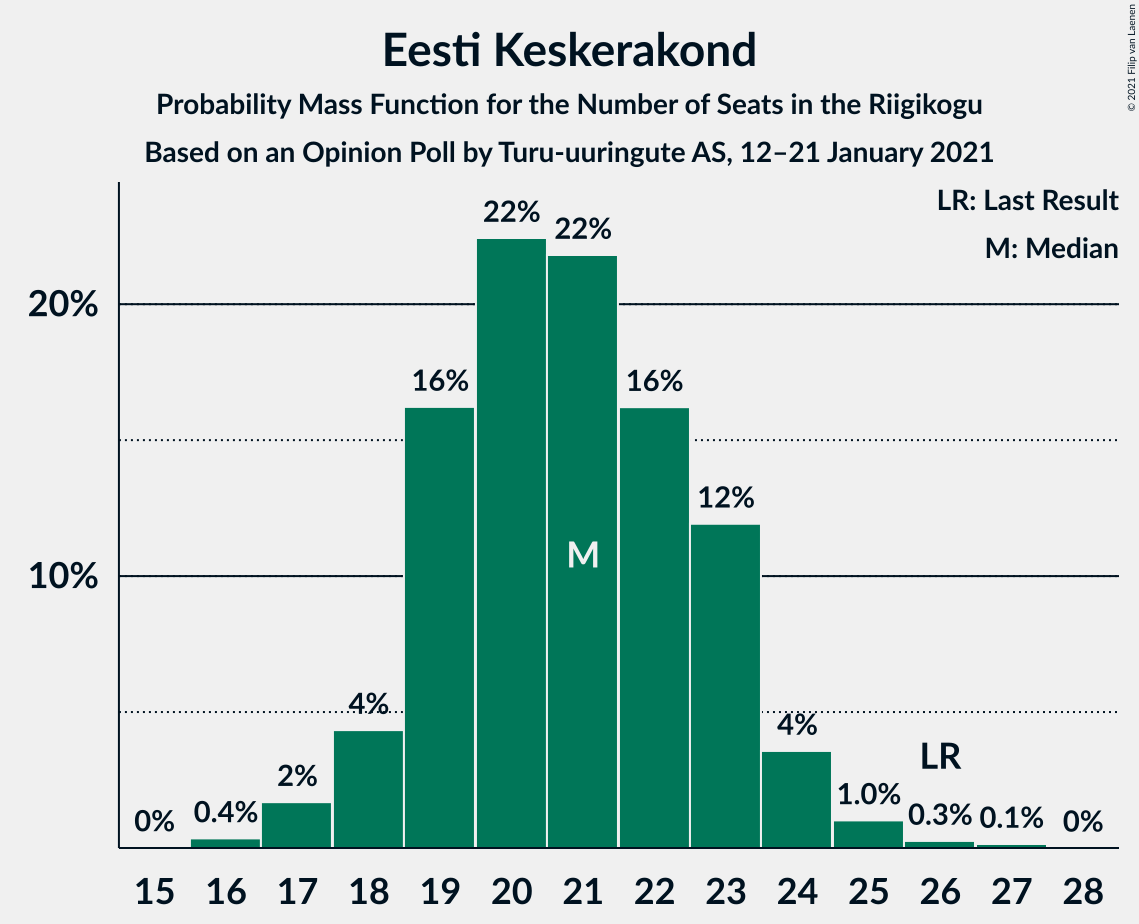 Eesti Keskerakond
Probability Mass Function for the Number of Seats in the Riigikogu
Based on an Opinion Poll by Turu-uuringute AS, 12–21 January 2021
© 2021 Filip van Laenen
LR: Last Result
M: Median
22%
22%
20%
16%
16%
12%
M
10%
4%
4%
LR
2%
1.0%
0%
0.4%
0.3%
0.1%
0%
15 16 17 18 19 20 21 22 23 24 25 26 27 28